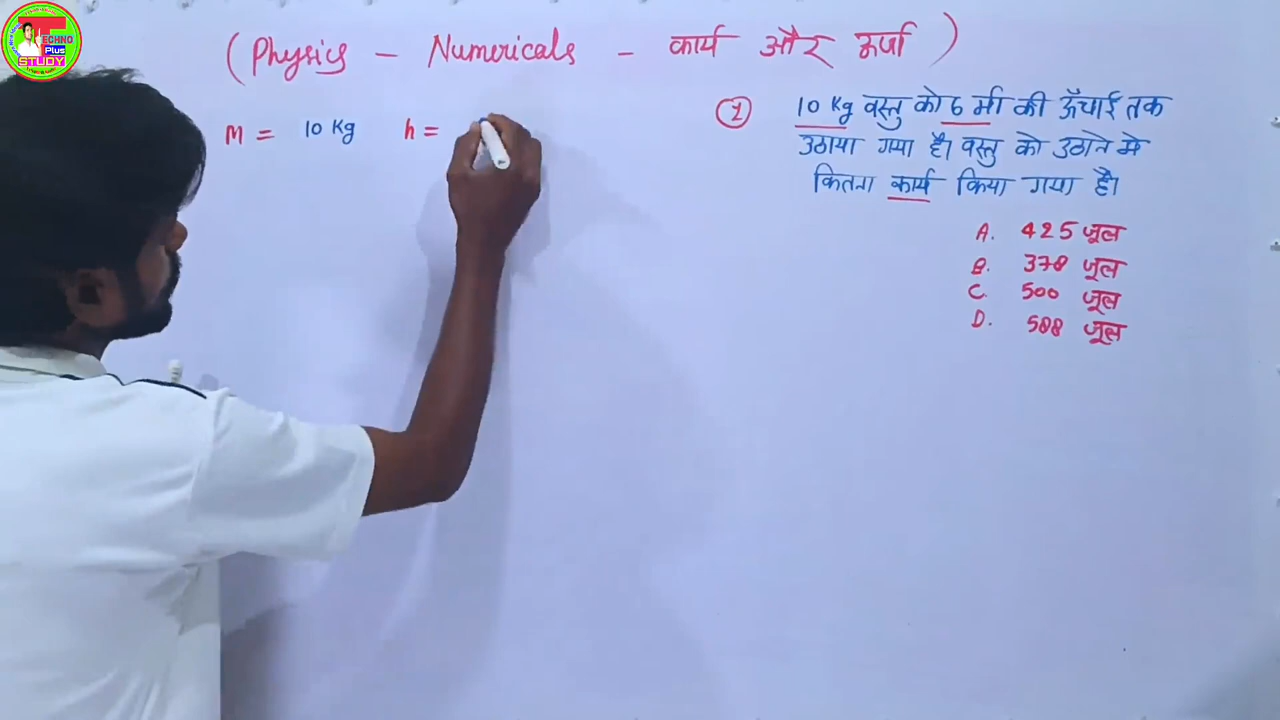 TECHNO
Plus
STUDY
(Physics - Numericals - कार्य और ऊर्जा)
M = 10 Kg h =
① 10 Kg वस्तु को 6 मी की ऊँचाई तक
उठाया गया है। वस्तु को उठाने मे
कितना कार्य किया गया है।
A. 425 जूल
B. 378 जूल
C. 500 जूल
D. 588 जूल